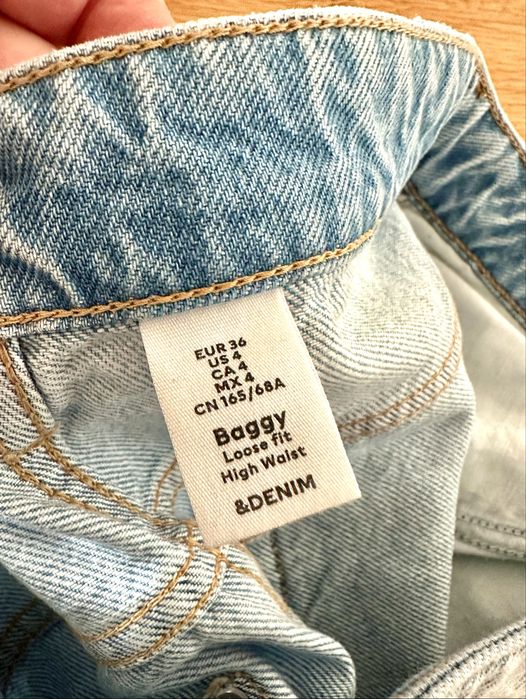 EUR 36
US 4
CA 4
MX 4
CN 165/68A
Baggy
Loose fit
High Waist
&DENIM